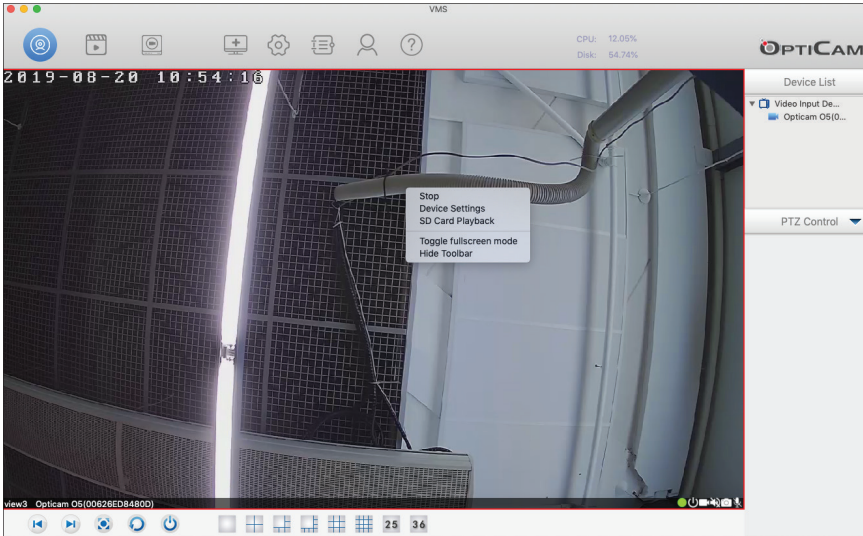 VMS
CPU: 12.05%
Disk: 54.74%
OPTICAM
2019-08-20 10:54:16
Device List
Video Input De...
Opticam O5(0...
PTZ Control
Stop
Device Settings
SD Card Playback
Toggle fullscreen mode
Hide Toolbar
view3 Opticam O5(00626ED8480D)
25 36